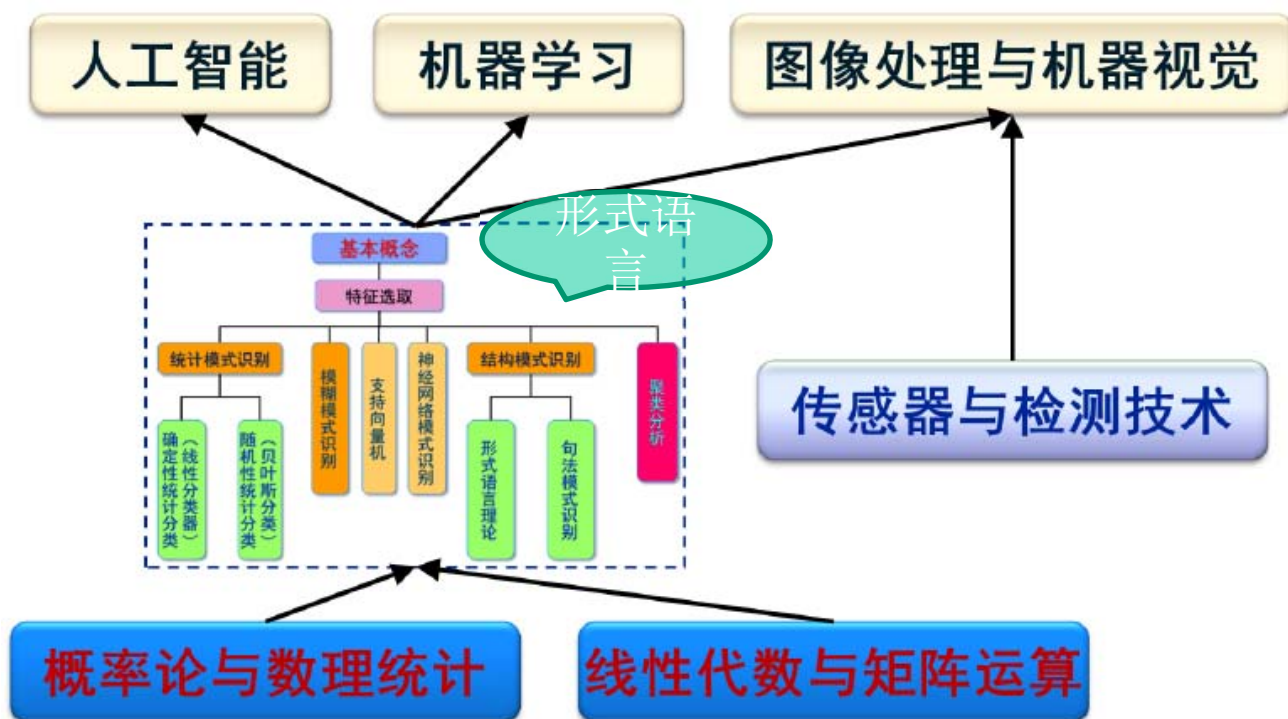 人工智能
机器学习
图像处理与机器视觉
形式语
言
基本概念
特征选取
统计模式识别
模糊模式识别
支持向量机
神经网络模式识别
结构模式识别
聚类分析
(线性分类器)
确定性统计分类
(贝叶斯分类)
随机性统计分类
形式语言理论
句法模式识别
传感器与检测技术
概率论与数理统计
线性代数与矩阵运算